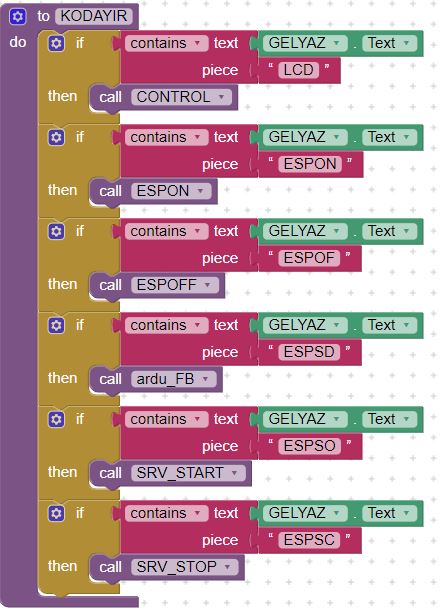 to KODAYIR
do if contains text GELYAZ . Text
piece " LCD "
then call CONTROL
if contains text GELYAZ . Text
piece " ESPON "
then call ESPON
if contains text GELYAZ . Text
piece " ESPOF "
then call ESPOFF
if contains text GELYAZ . Text
piece " ESPSD "
then call ardu_FB
if contains text GELYAZ . Text
piece " ESPSO "
then call SRV_START
if contains text GELYAZ . Text
piece " ESPSC "
then call SRV_STOP